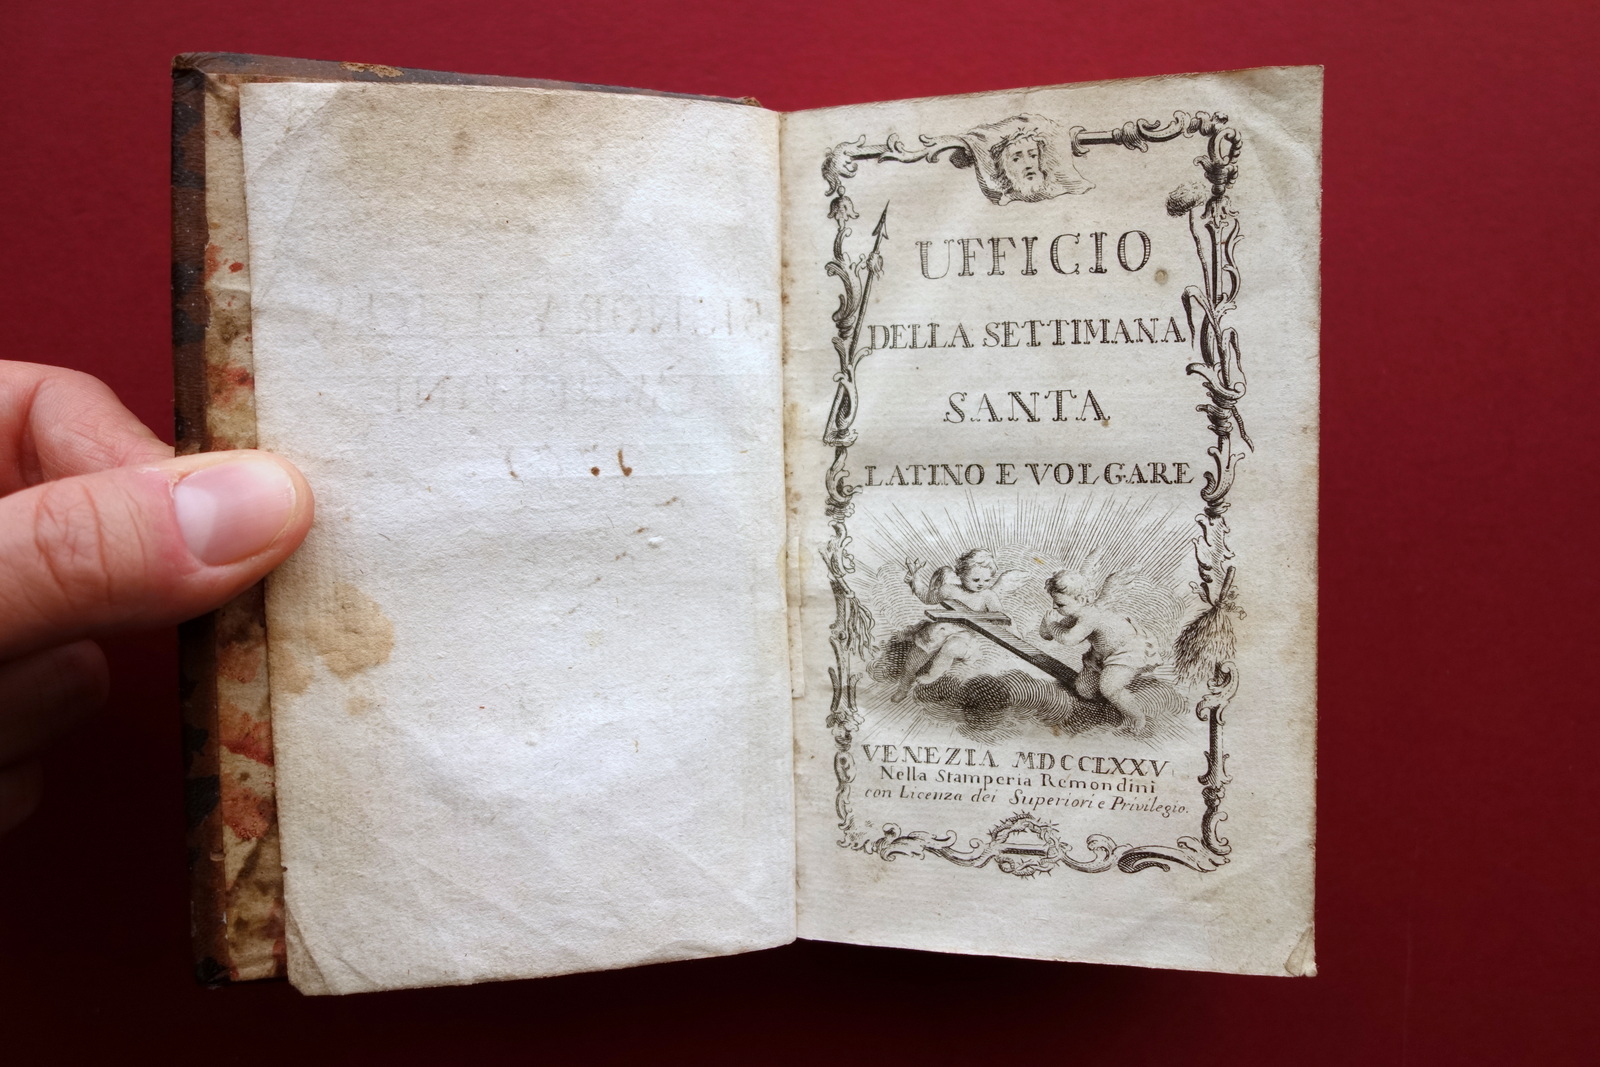 UFFICIO
DELLA SETTIMANA
SANTA
LATINO E VOLGARE
VENEZIA MDCCLXXV
Nella Stamperia Remondini
con Licenza dei Superiori e Privilegio.